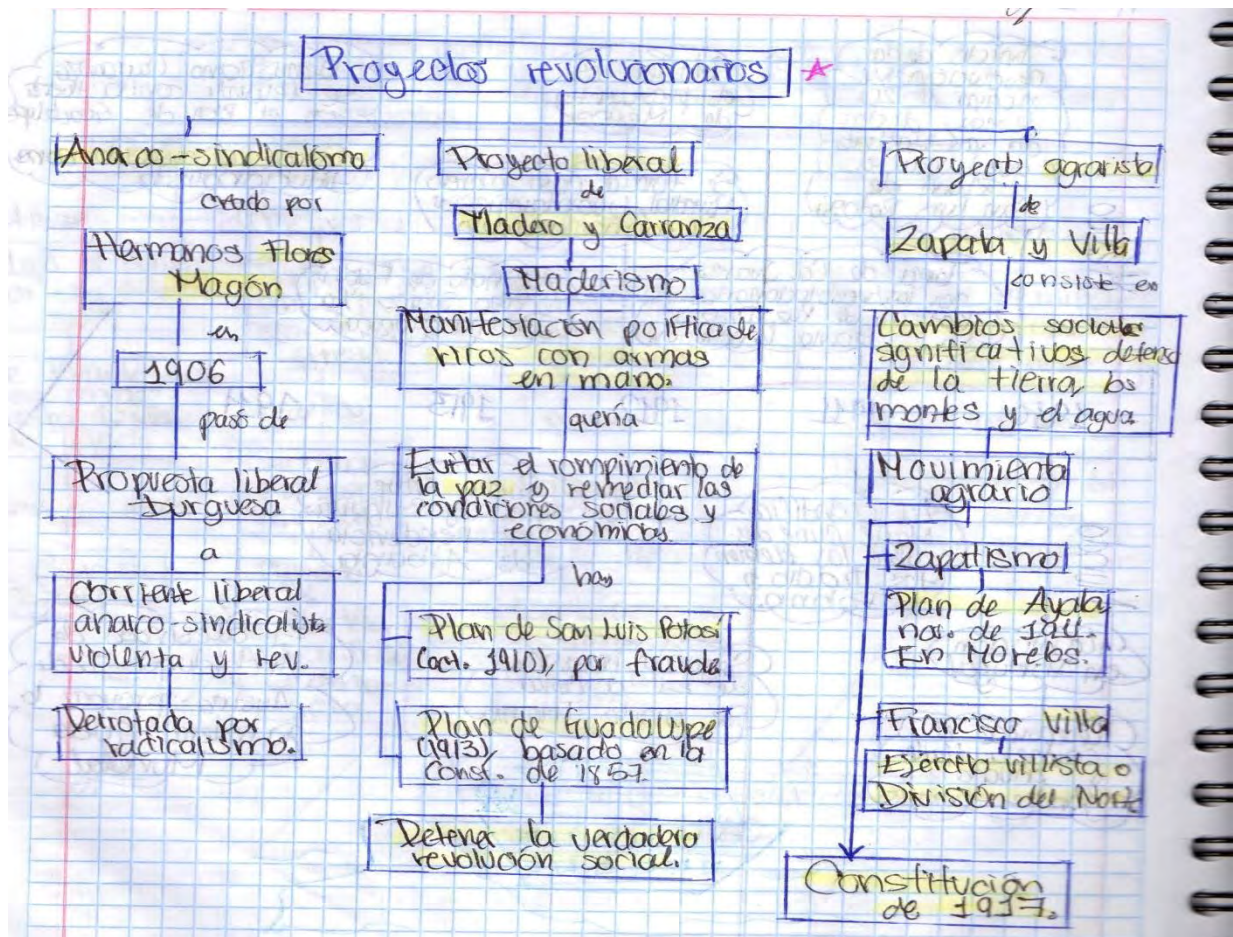 Proyectos revolucionarios
Anarco-sindicalismo
creado por
Hermanos Flores
Magón
en
1906
pasó de
Propuesta liberal
burguesa
a
Corriente liberal
anarco-sindicalista
violenta y rev.
Derrotada por
radicalismo.
Proyecto liberal
de
Madero y Carranza
Maderismo
Manifestación política de
ricos con armas
en mano.
quería
Evitar el rompimiento de
la paz y remediar las
condiciones sociales y
económicas.
hay
Plan de San Luis Potosí
(oct. 1910), por fraude
Plan de Guadalupe
(1913), basado en la
Const. de 1857.
Detener la verdadera
revolución social.
Proyecto agrarista
de
Zapata y Villa
consiste en
Cambios sociales
significativos defensa
de la tierra, los
montes y el agua.
Movimiento
agrario
Zapatismo
Plan de Ayala
nov. de 1911.
En Morelos.
Francisco Villa
Ejército villista o
División del Norte
Constitución
de 1917.